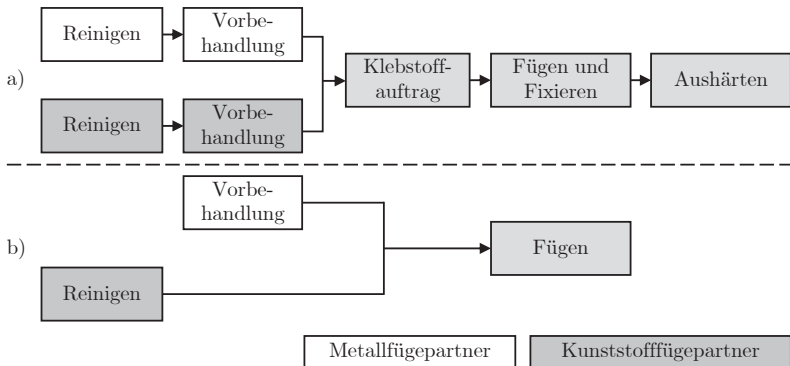 a)
Reinigen
Vorbe-
handlung
Reinigen
Vorbe-
handlung
Klebstoff-
auftrag
Fügen und
Fixieren
Aushärten
b)
Vorbe-
handlung
Reinigen
Fügen
Metallfügepartner
Kunststofffügepartner